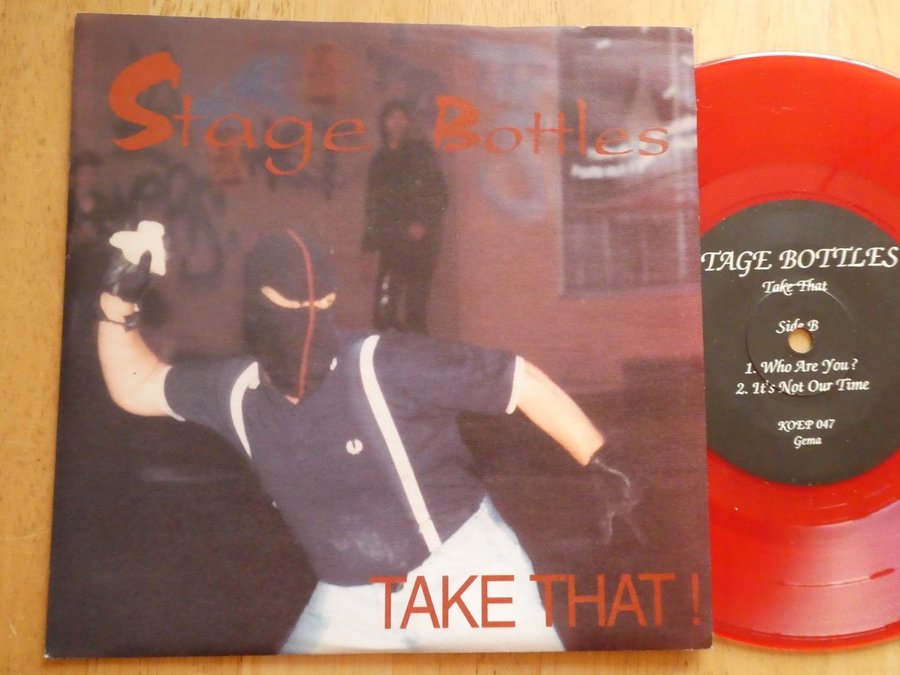 Stage Bottles
TAKE THAT!
TAGE BOTTLES
Take That
Side B
1. Who Are You?
2. It's Not Our Time
KOEP 047
Gema